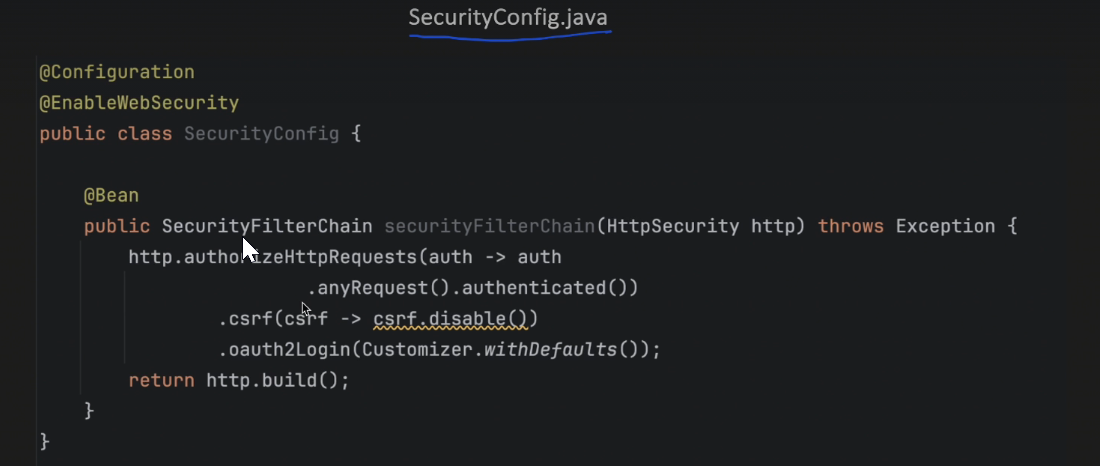 SecurityConfig.java
@Configuration
@EnableWebSecurity
public class SecurityConfig {
@Bean
public SecurityFilterChain securityFilterChain(HttpSecurity http) throws Exception {
http.authorizeHttpRequests(auth -> auth
.anyRequest().authenticated())
.csrf(csrf -> csrf.disable())
.oauth2Login(Customizer.withDefaults());
return http.build();
}
}